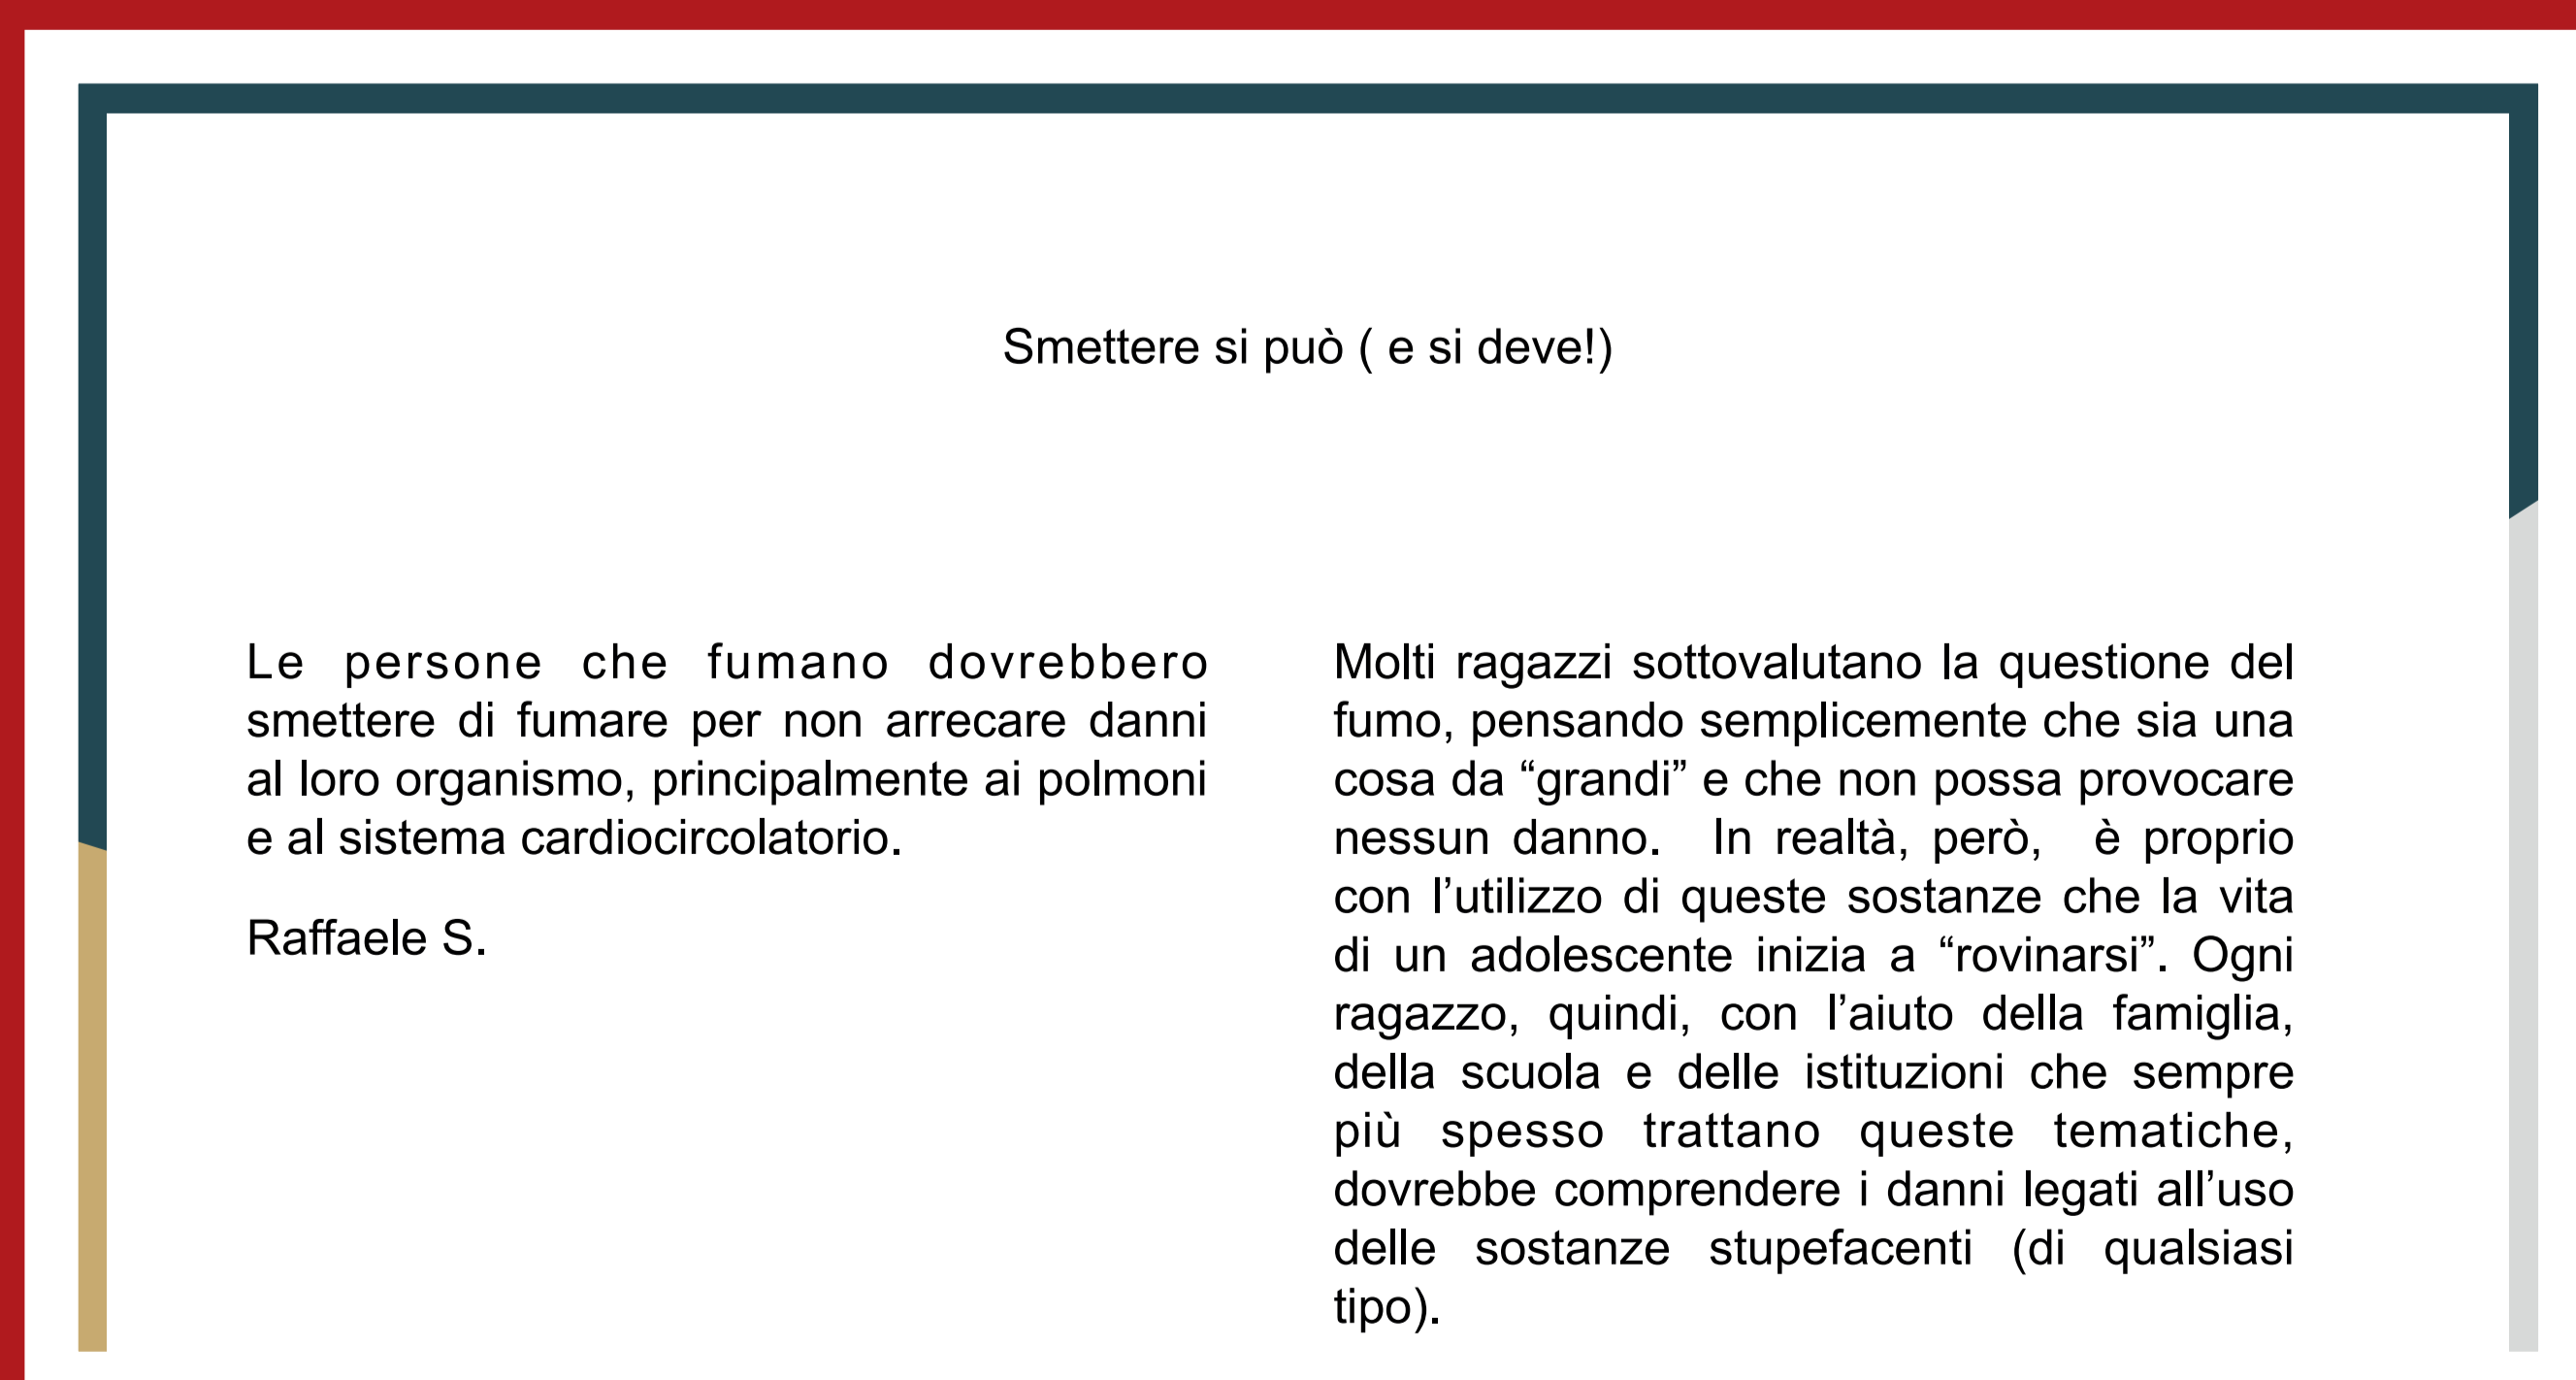 Smettere si può ( e si deve!)
Le persone che fumano dovrebbero
smettere di fumare per non arrecare danni
al loro organismo, principalmente ai polmoni
e al sistema cardiocircolatorio.
Raffaele S.
Molti ragazzi sottovalutano la questione del
fumo, pensando semplicemente che sia una
cosa da “grandi” e che non possa provocare
nessun danno. In realtà, però, è proprio
con l’utilizzo di queste sostanze che la vita
di un adolescente inizia a “rovinarsi”. Ogni
ragazzo, quindi, con l’aiuto della famiglia,
della scuola e delle istituzioni che sempre
più spesso trattano queste tematiche,
dovrebbe comprendere i danni legati all’uso
delle sostanze stupefacenti (di qualsiasi
tipo).